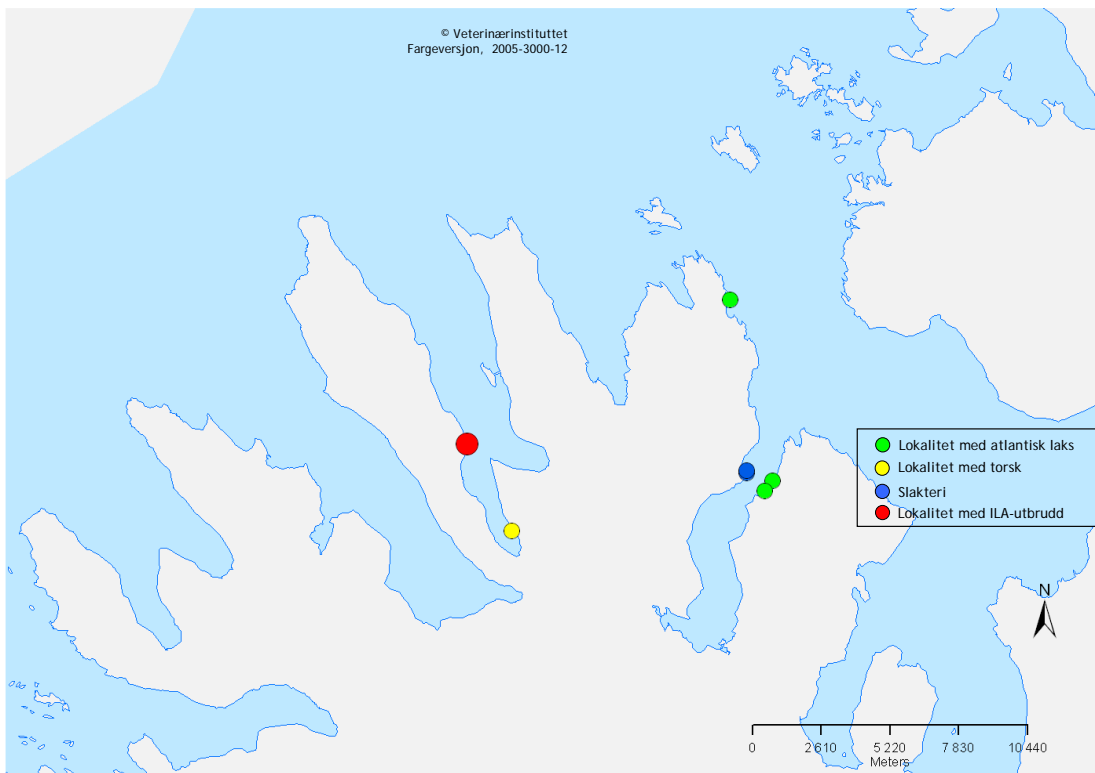 © Veterinærinstituttet
Fargeversjon, 2005-3000-12
Lokalitet med atlantisk laks
Lokalitet med torsk
Slakteri
Lokalitet med ILA-utbrudd
N
0 2 610 5 220 7 830 10 440
Meters